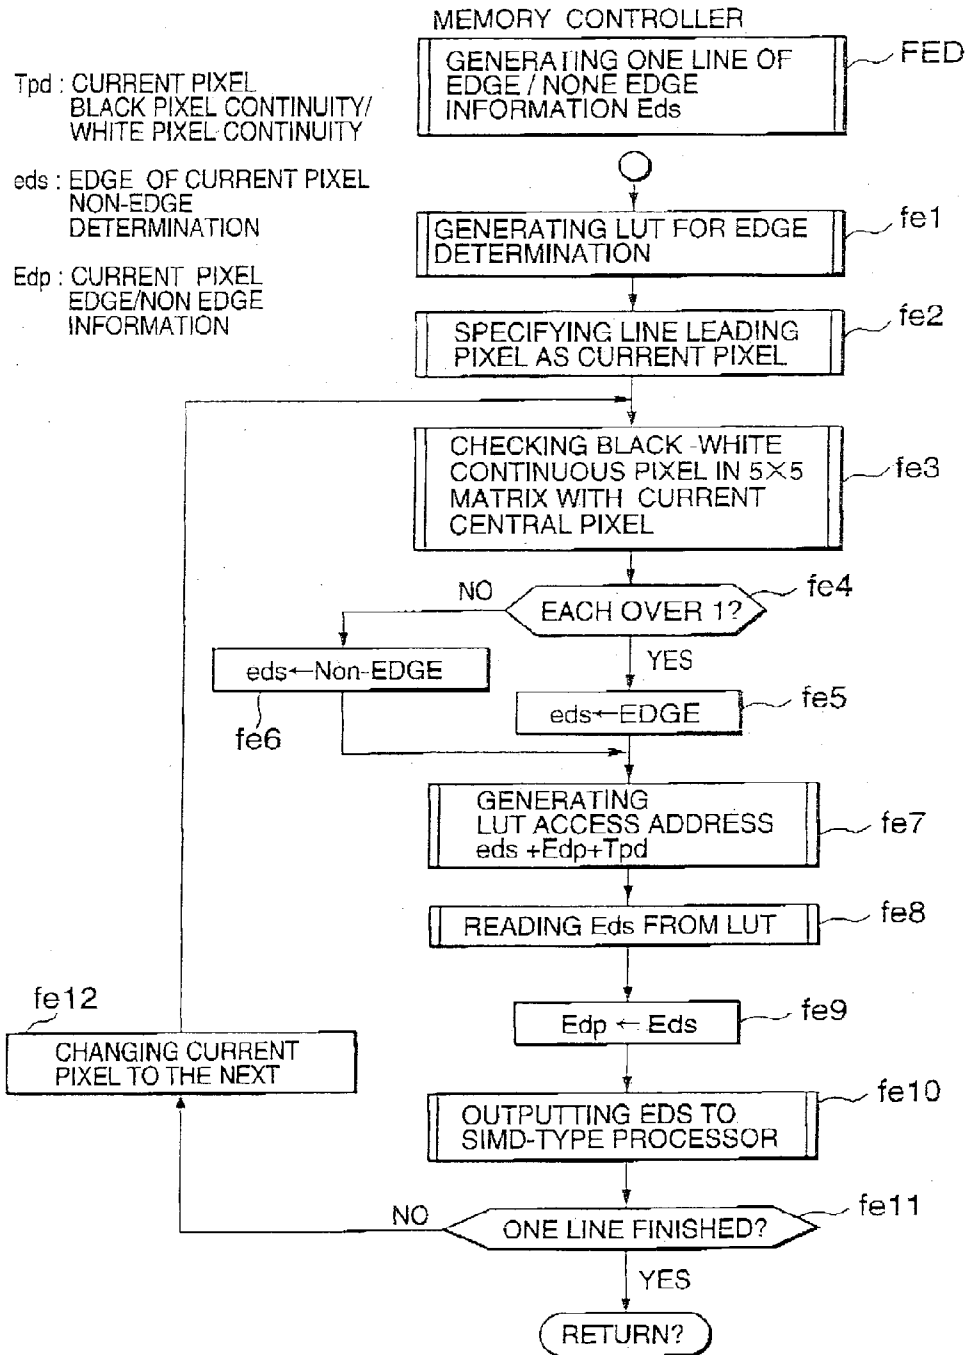 MEMORY CONTROLLER
GENERATING ONE LINE OF
EDGE / NONE EDGE
INFORMATION Eds
FED
Tpd : CURRENT PIXEL
BLACK PIXEL CONTINUITY/
WHITE PIXEL CONTINUITY
eds : EDGE OF CURRENT PIXEL
NON-EDGE
DETERMINATION
Edp : CURRENT PIXEL
EDGE/NON EDGE
INFORMATION
GENERATING LUT FOR EDGE
DETERMINATION
fe1
SPECIFYING LINE LEADING
PIXEL AS CURRENT PIXEL
fe2
CHECKING BLACK -WHITE
CONTINUOUS PIXEL IN 5×5
MATRIX WITH CURRENT
CENTRAL PIXEL
fe3
EACH OVER 1?
fe4
NO
YES
eds←Non-EDGE
fe6
eds←EDGE
fe5
GENERATING
LUT ACCESS ADDRESS
eds +Edp+Tpd
fe7
READING Eds FROM LUT
fe8
Edp ← Eds
fe9
fe12
CHANGING CURRENT
PIXEL TO THE NEXT
OUTPUTTING EDS TO
SIMD-TYPE PROCESSOR
fe10
ONE LINE FINISHED?
fe11
NO
YES
RETURN?